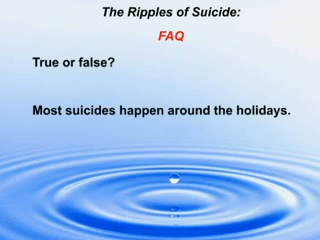 The Ripples of Suicide:
FAQ
True or false?
Most suicides happen around the holidays.